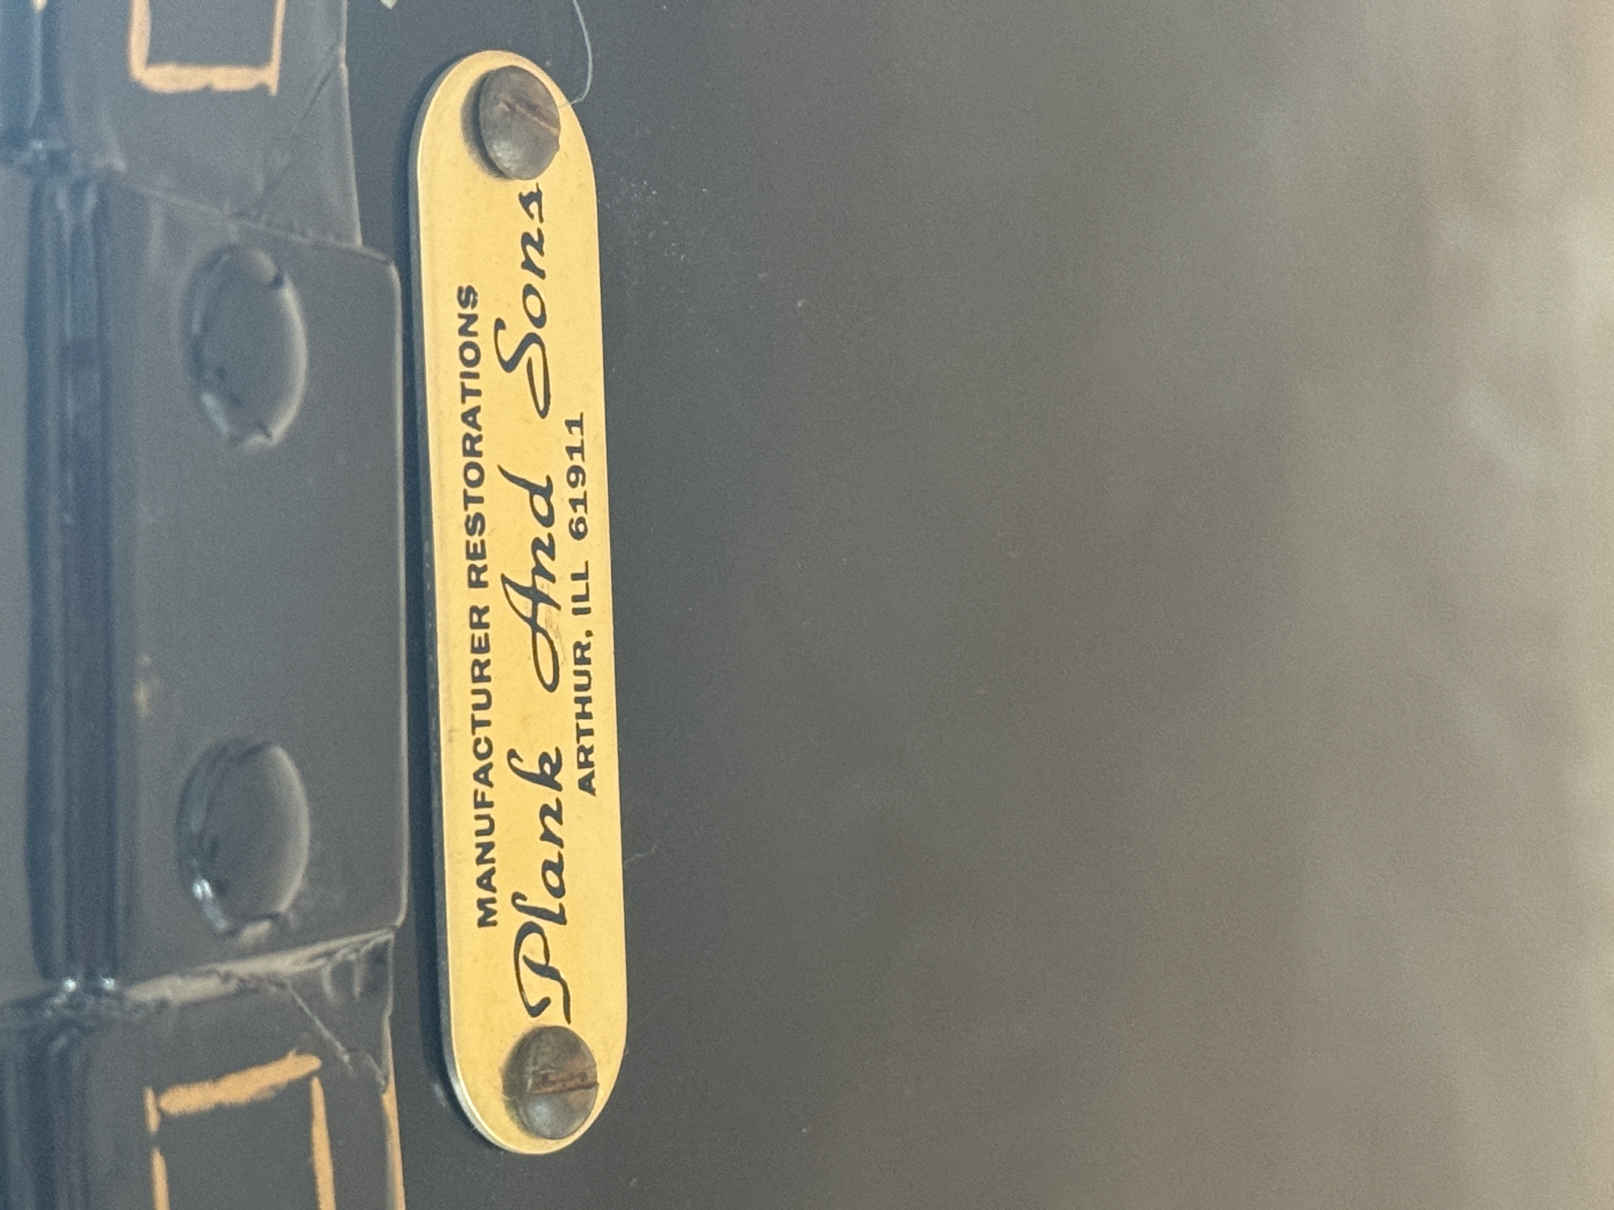 MANUFACTURER RESTORATIONS
Plank And Sons
ARTHUR, ILL 61911